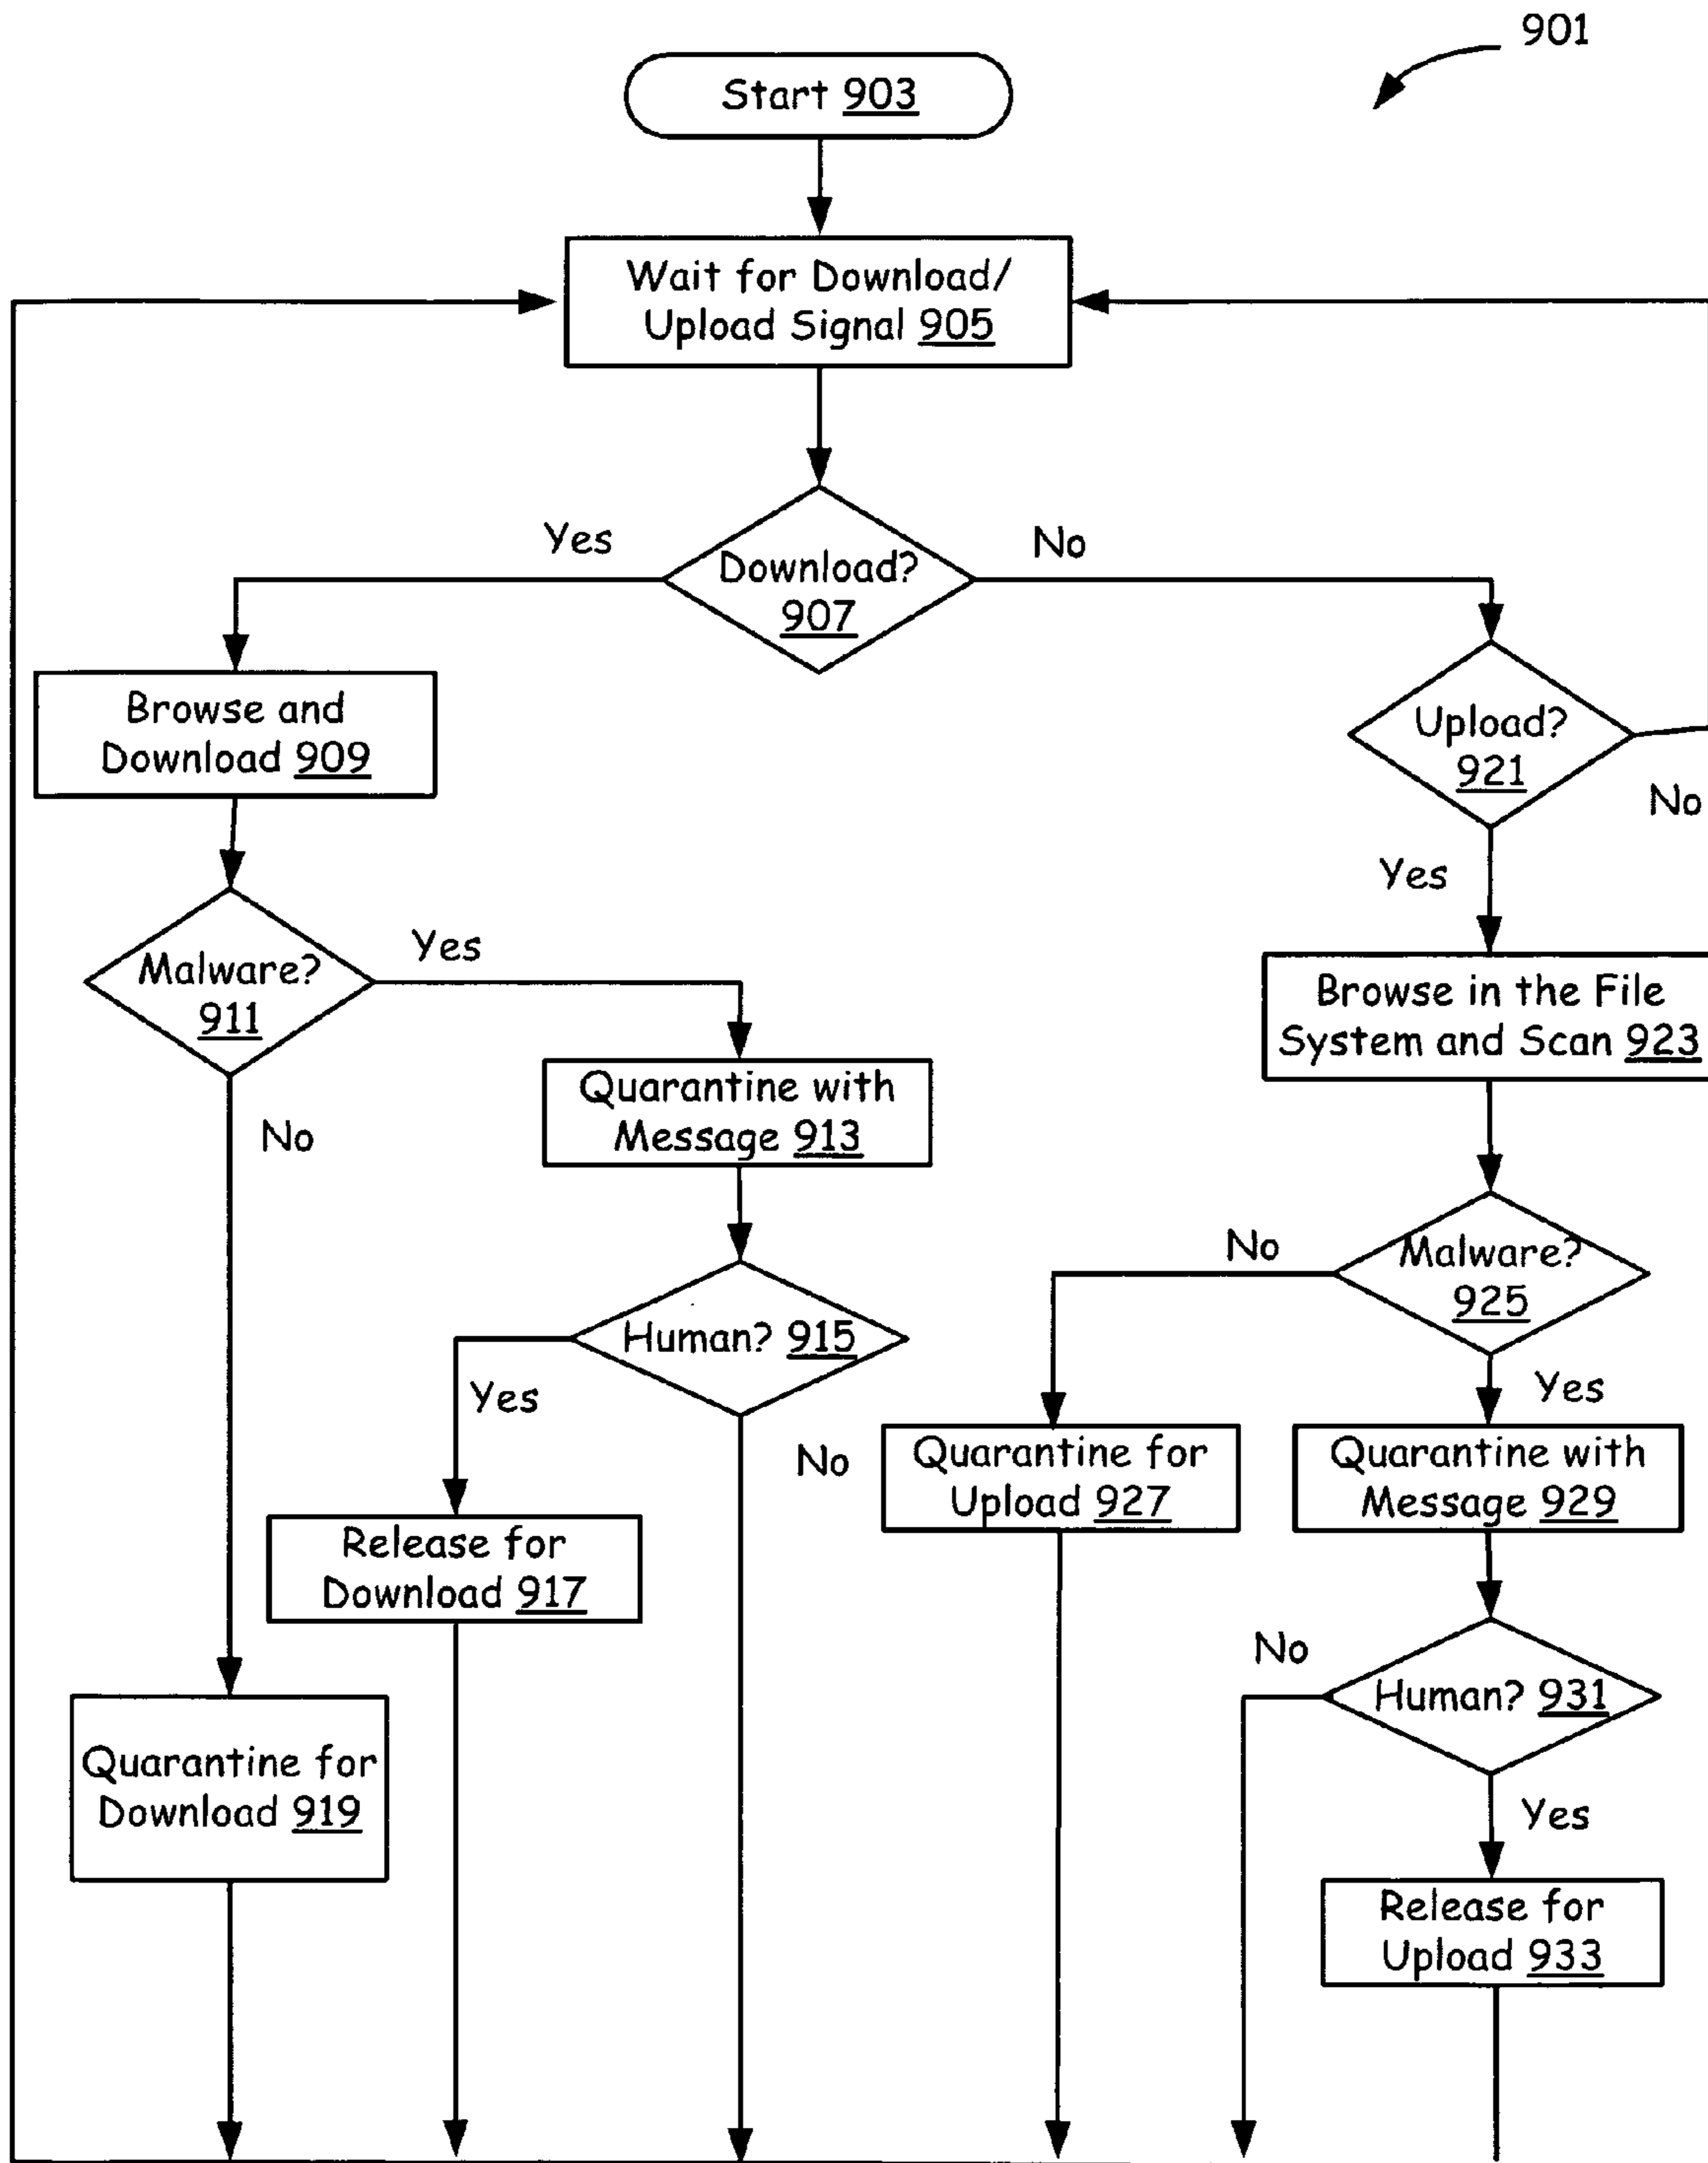 901
Start 903
Wait for Download/
Upload Signal 905
Yes
No
Download?
907
Browse and
Download 909
Upload?
921
No
Yes
Malware?
911
Yes
Browse in the File
System and Scan 923
Quarantine with
Message 913
No
No
Malware?
925
Human? 915
Yes
Yes
No
Quarantine for
Upload 927
Quarantine with
Message 929
Release for
Download 917
No
Human? 931
Quarantine for
Download 919
Yes
Release for
Upload 933